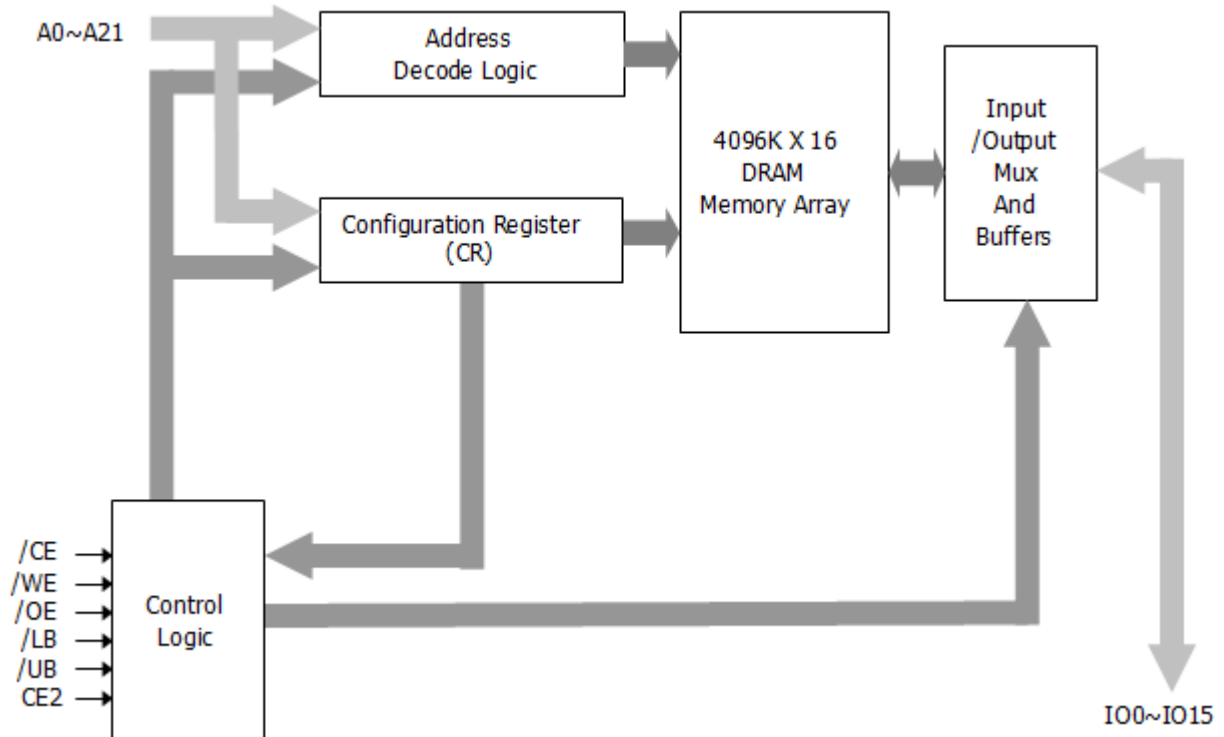 A0~A21
Address
Decode Logic
4096K X 16
DRAM
Memory Array
Input
/Output
Mux
And
Buffers
Configuration Register
(CR)
/CE
/WE
/OE
/LB
/UB
CE2
Control
Logic
IO0~IO15